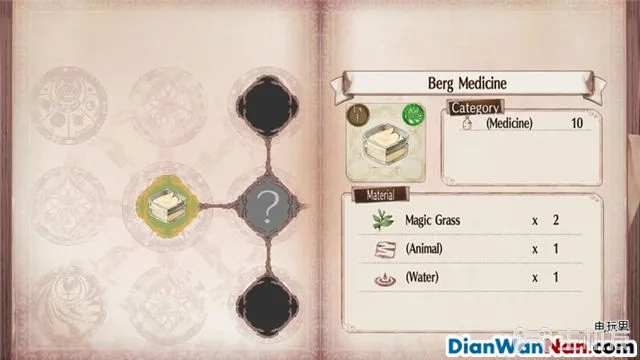 Berg Medicine
Category
(Medicine) 10
Material
Magic Grass x 2
(Animal) x 1
(Water) x 1
?
电玩男
DianWanNan.com